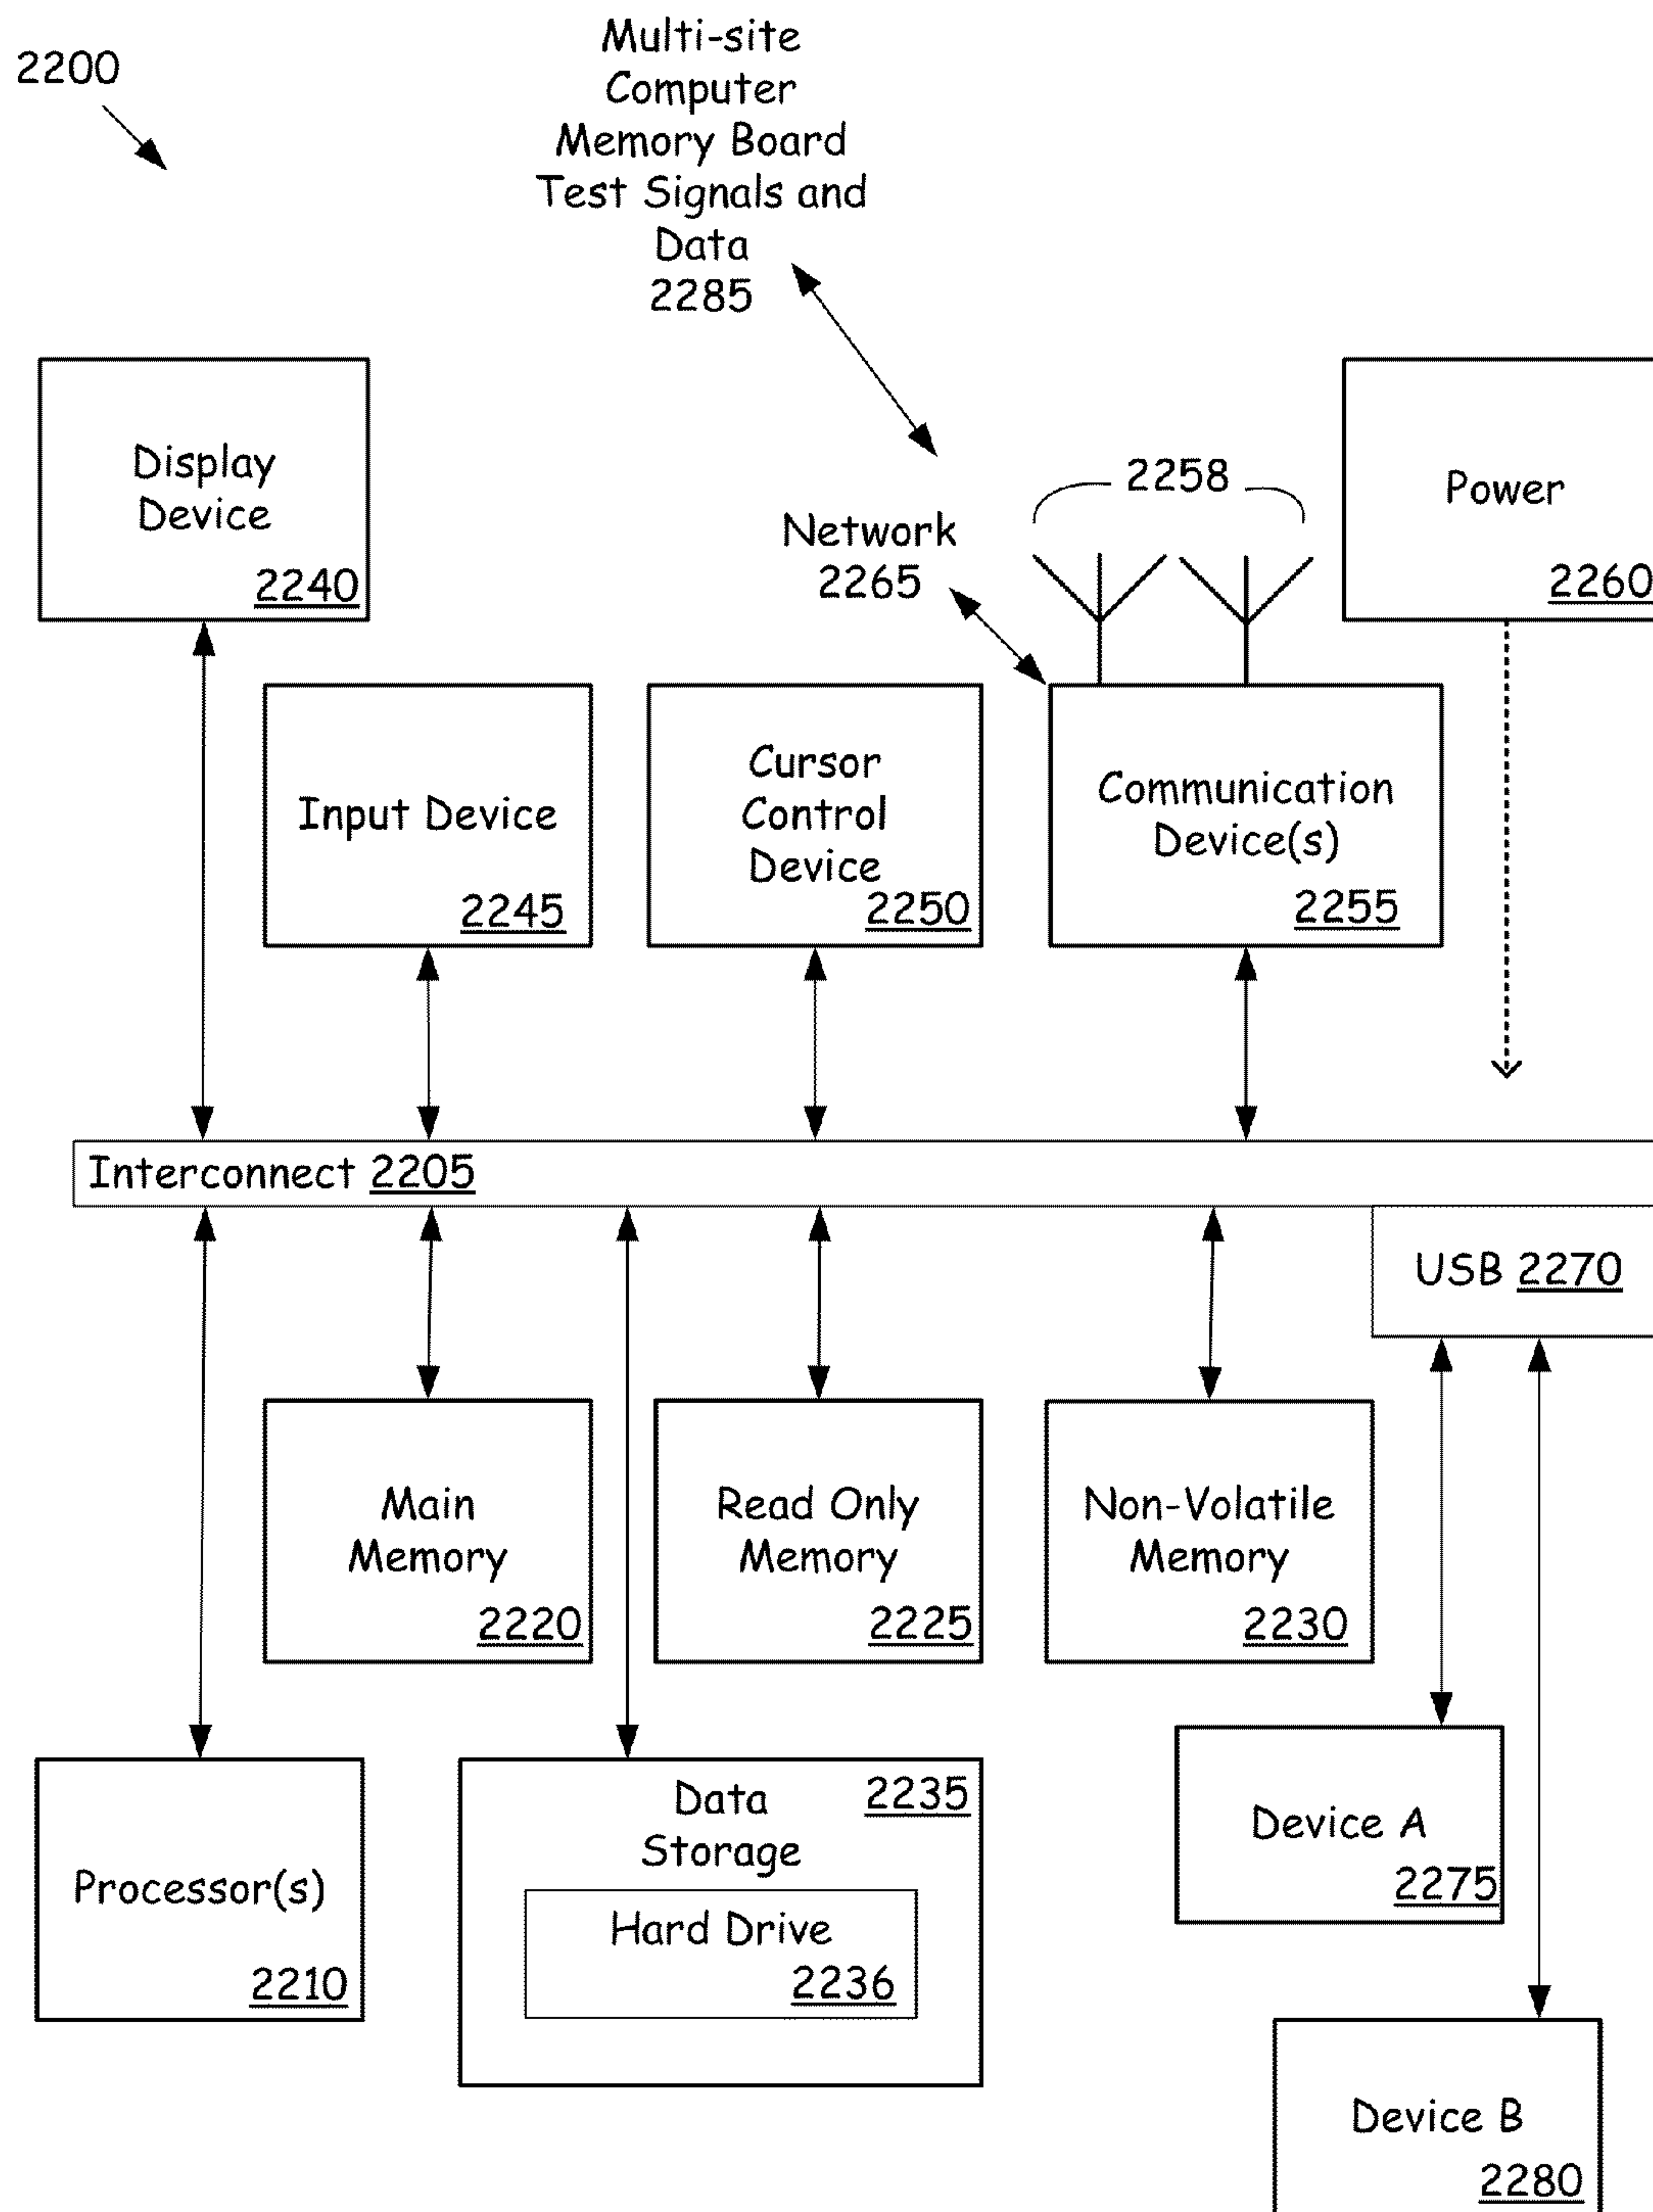 2200
Multi-site
Computer
Memory Board
Test Signals and
Data
2285
Display
Device
2240
Network
2265
2258
Power
2260
Input Device
2245
Cursor
Control
Device
2250
Communication
Device(s)
2255
Interconnect 2205
USB 2270
Main
Memory
2220
Read Only
Memory
2225
Non-Volatile
Memory
2230
Processor(s)
2210
Data
Storage
2235
Hard Drive
2236
Device A
2275
Device B
2280